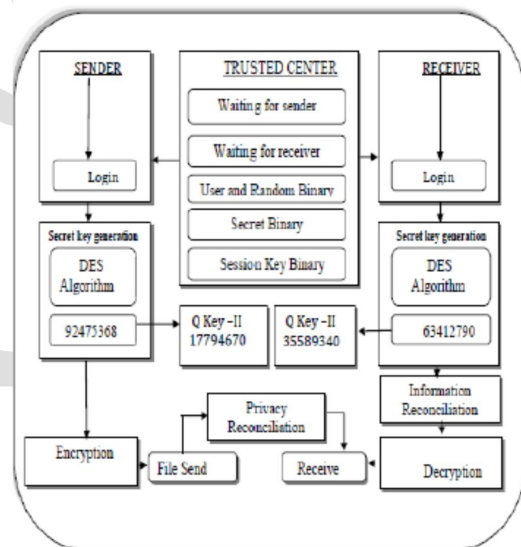 SENDER
Login
TRUSTED CENTER
Waiting for sender
Waiting for receiver
User and Random Binary
Secret Binary
Session Key Binary
RECEIVER
Login
Secret key generation
DES
Algorithm
92475368
Q Key –II
17794670
Q Key –II
35589340
Secret key generation
DES
Algorithm
63412790
Information
Reconciliation
Privacy
Reconciliation
Encryption
File Send
Receive
Decryption